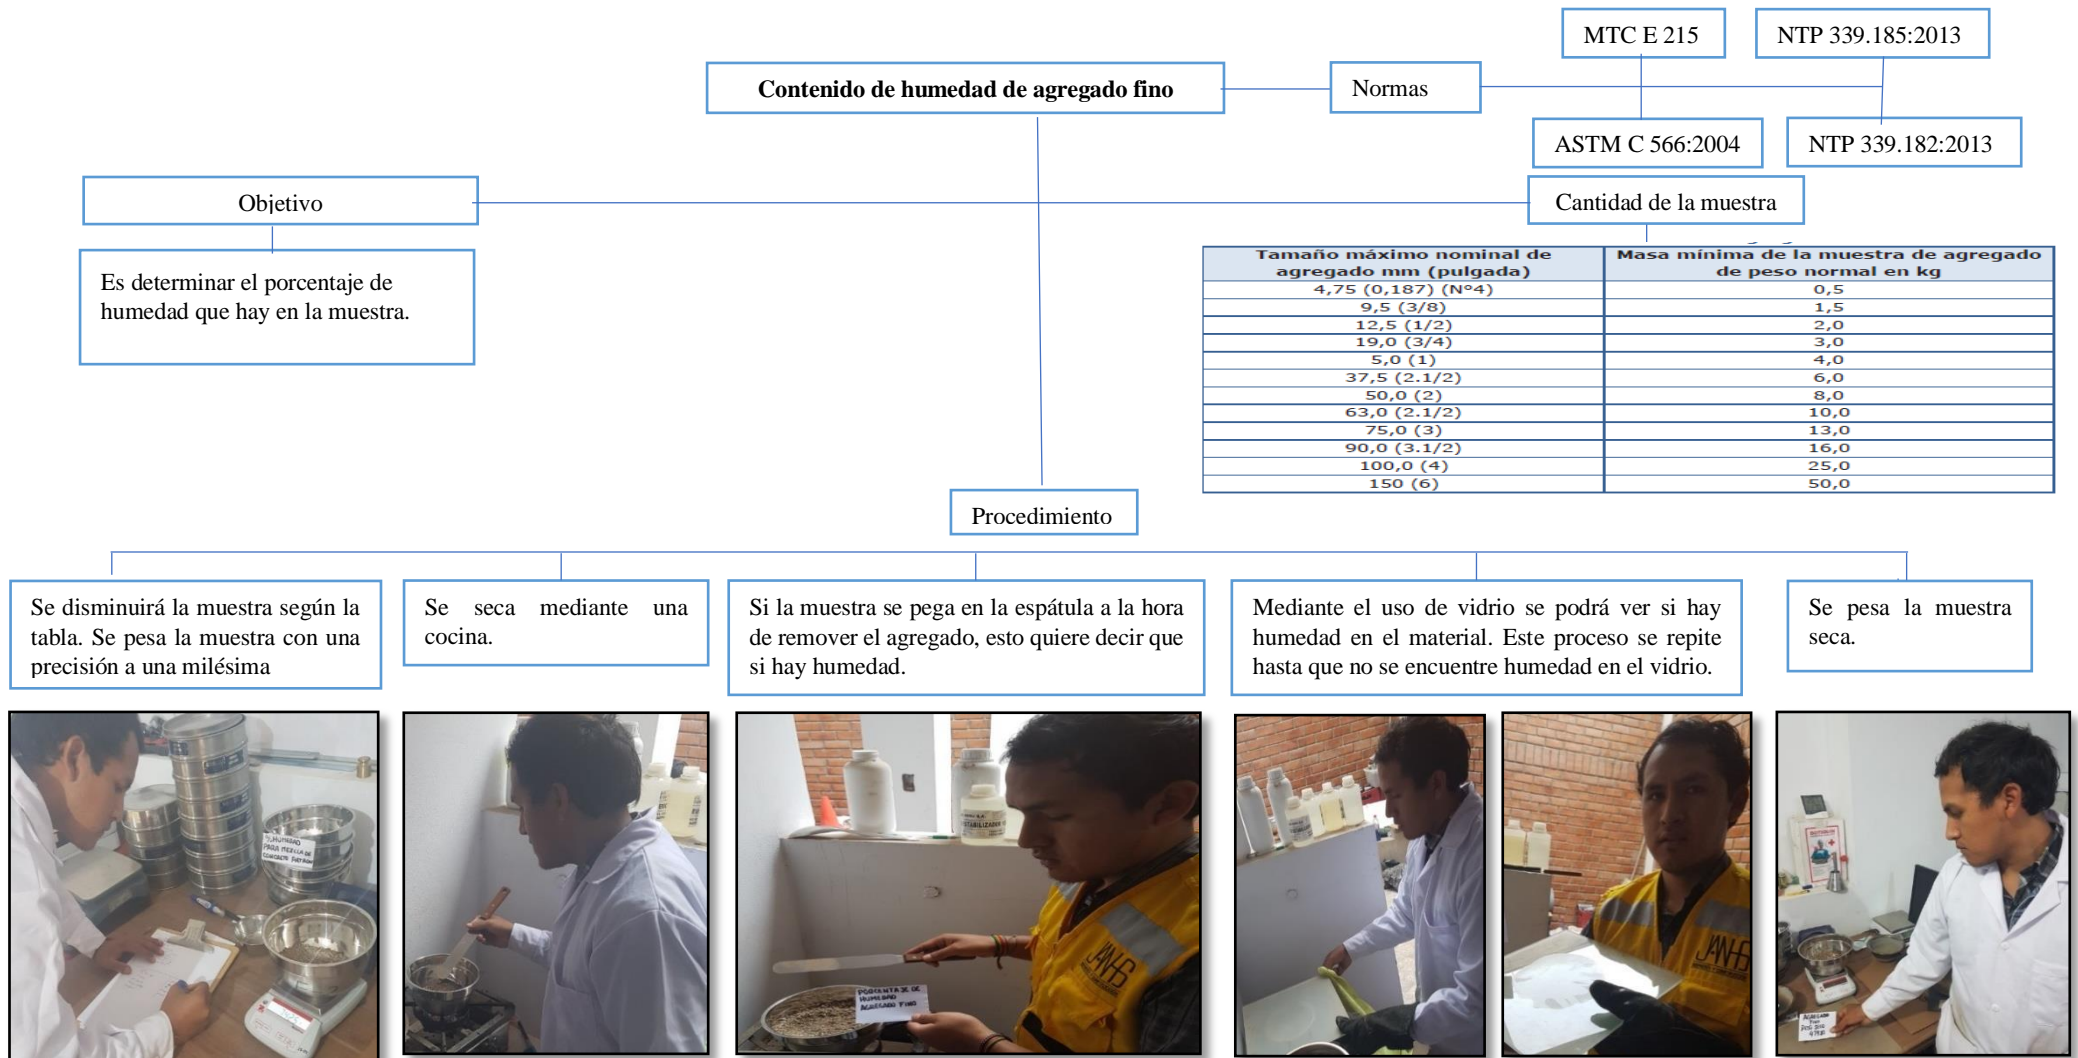 MTC E 215
NTP 339.185:2013
Contenido de humedad de agregado fino
Normas
ASTM C 566:2004
NTP 339.182:2013
Objetivo
Cantidad de la muestra
Es determinar el porcentaje de
humedad que hay en la muestra.
Tamaño máximo nominal de
agregado mm (pulgada)
Masa mínima de la muestra de agregado
de peso normal en kg
4,75 (0,187) (N°4)
0,5
9,5 (3/8)
1,5
12,5 (1/2)
2,0
19,0 (3/4)
3,0
5,0 (1)
4,0
37,5 (2.1/2)
6,0
50,0 (2)
8,0
63,0 (2.1/2)
10,0
75,0 (3)
13,0
90,0 (3.1/2)
16,0
100,0 (4)
25,0
150 (6)
50,0
Procedimiento
Se disminuirá la muestra según la
tabla. Se pesa la muestra con una
precisión a una milésima
Se seca mediante una
cocina.
Si la muestra se pega en la espátula a la hora
de remover el agregado, esto quiere decir que
si hay humedad.
Mediante el uso de vidrio se podrá ver si hay
humedad en el material. Este proceso se repite
hasta que no se encuentre humedad en el vidrio.
Se pesa la muestra
seca.
% HUMEDAD
PARA MEZCLA DE
CONCRETO PATRON
PORCENTAJE DE
HUMEDAD
AGREGADO FINO
JANHS
AGREGADO
FINO